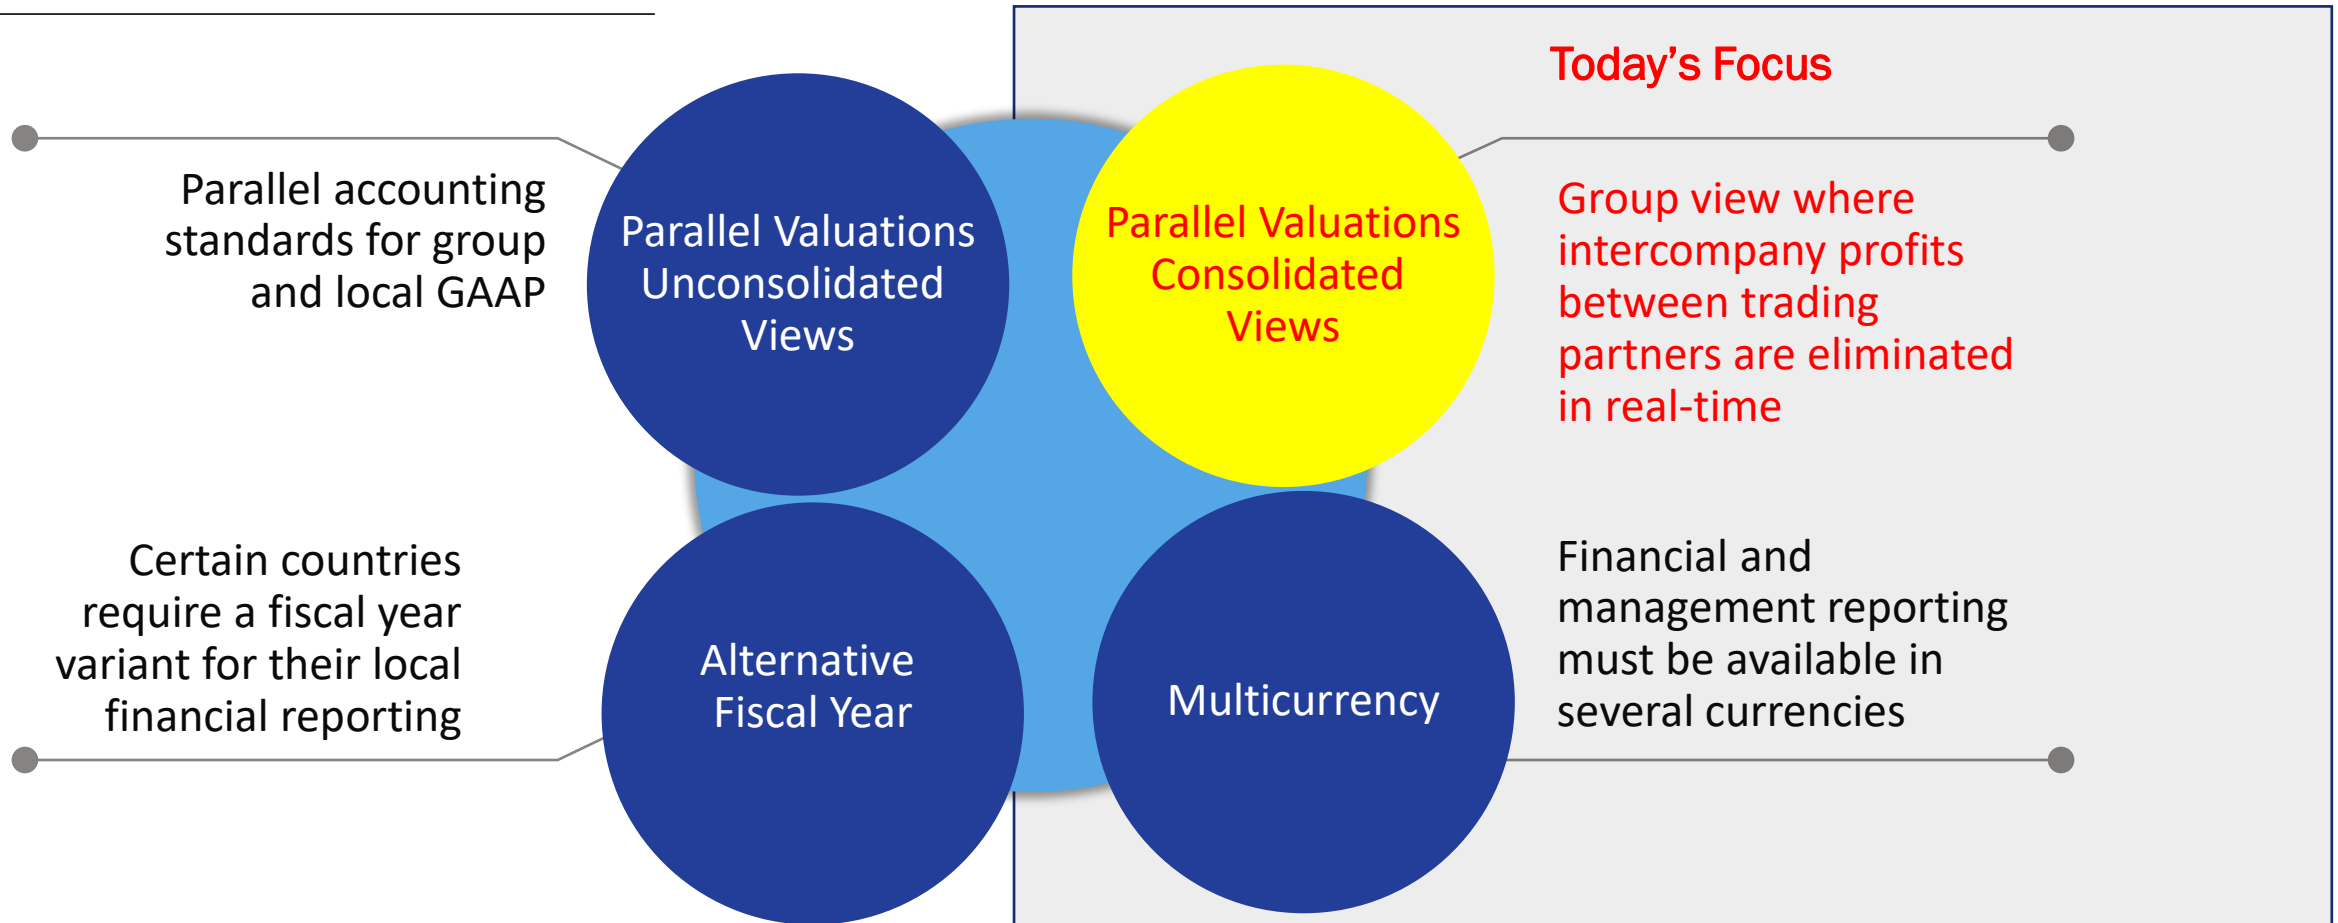 Today's Focus
Parallel accounting
standards for group
and local GAAP
Parallel Valuations
Unconsolidated
Views
Parallel Valuations
Consolidated
Views
Group view where
intercompany profits
between trading
partners are eliminated
in real-time
Certain countries
require a fiscal year
variant for their local
financial reporting
Alternative
Fiscal Year
Multicurrency
Financial and
management reporting
must be available in
several currencies